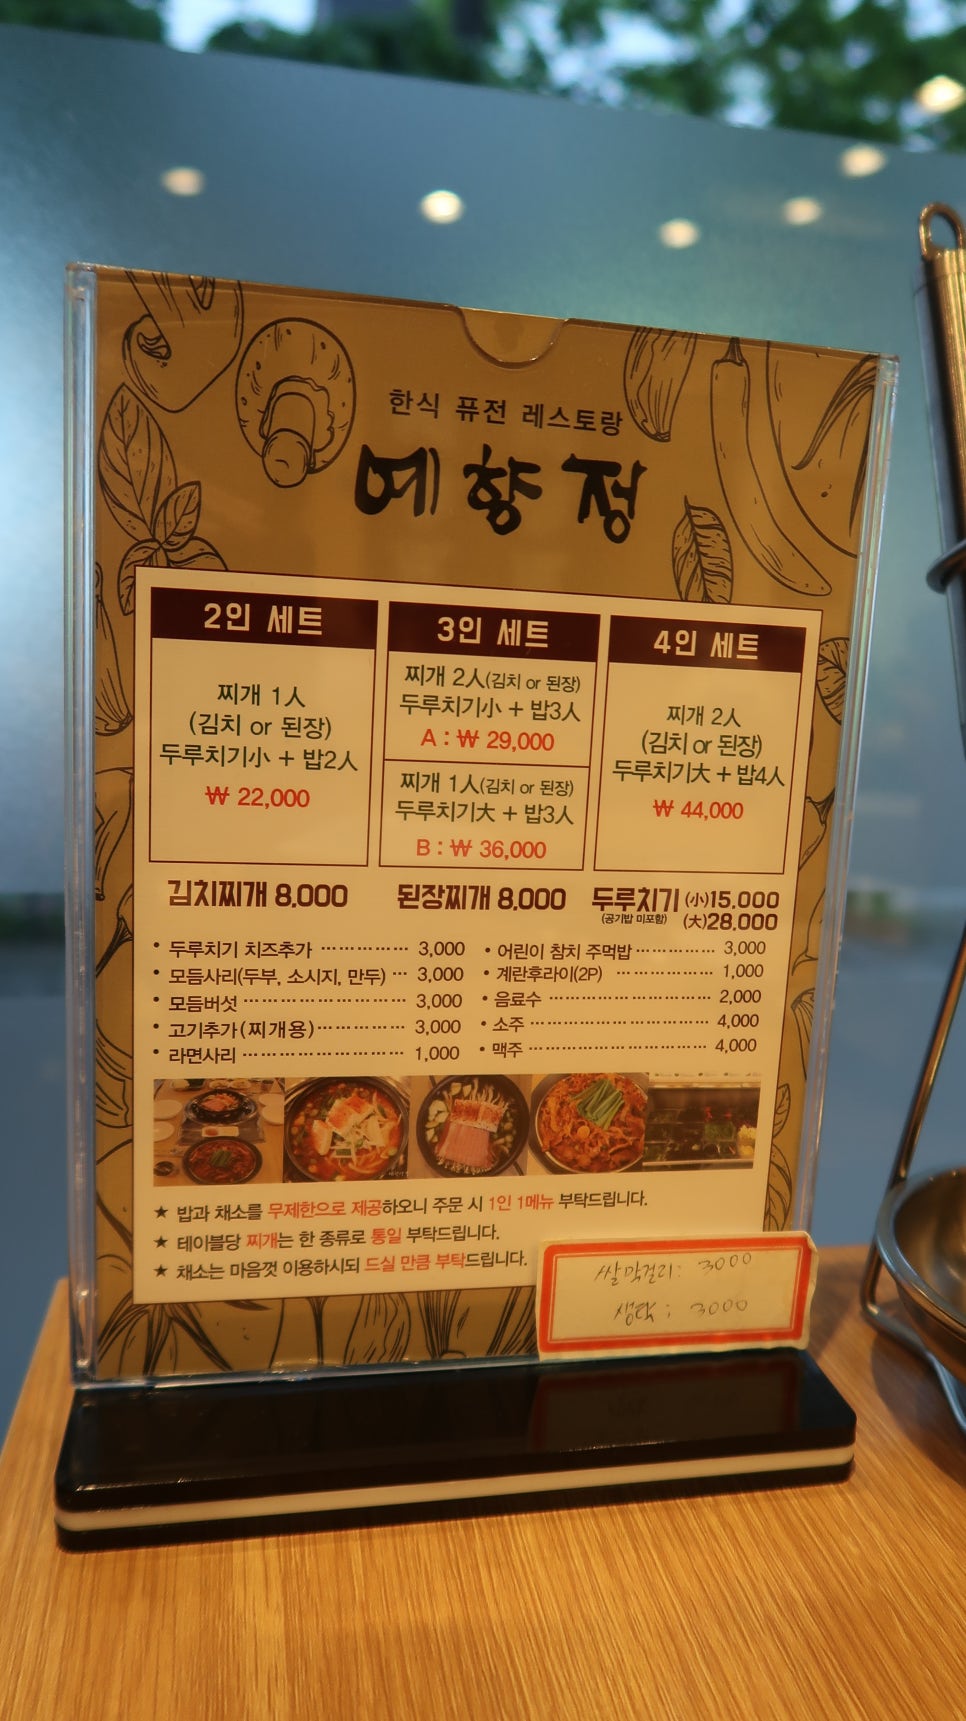 한식 퓨전 레스토랑
예향정
2인 세트
찌개 1人
(김치 or 된장)
두루치기小 + 밥2人
₩ 22,000
3인 세트
찌개 2人(김치 or 된장)
두루치기小 + 밥3人
A : ₩ 29,000
찌개 1人(김치 or 된장)
두루치기大 + 밥3人
B : ₩ 36,000
4인 세트
찌개 2人
(김치 or 된장)
두루치기大 + 밥4人
₩ 44,000
김치찌개 8,000
된장찌개 8,000
두루치기 (小)15,000
(공기밥 미포함) (大)28,000
• 두루치기 치즈추가 ⋯⋯⋯⋯ 3,000
• 모듬사리(두부, 소시지, 만두) ⋯ 3,000
• 모듬버섯 ⋯⋯⋯⋯⋯⋯⋯ 3,000
• 고기추가(찌개용)⋯⋯⋯⋯ 3,000
• 라면사리 ⋯⋯⋯⋯⋯⋯⋯ 1,000
• 어린이 참치 주먹밥⋯⋯⋯⋯ 3,000
• 계란후라이(2P) ⋯⋯⋯⋯⋯ 1,000
• 음료수 ⋯⋯⋯⋯⋯⋯⋯⋯ 2,000
• 소주 ⋯⋯⋯⋯⋯⋯⋯⋯⋯ 4,000
• 맥주 ⋯⋯⋯⋯⋯⋯⋯⋯⋯ 4,000
★ 밥과 채소를 무제한으로 제공하오니 주문 시 1인 1메뉴 부탁드립니다.
★ 테이블당 찌개는 한 종류로 통일 부탁드립니다.
★ 채소는 마음껏 이용하시되 드실 만큼 부탁드립니다.
쌀막걸리: 3000
생탁: 3000